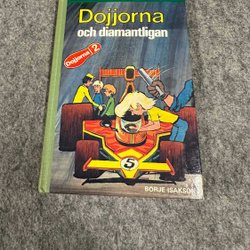 Dojjorna
och diamantligan
Dojjorna 2
5
BÖRJE ISAKSON